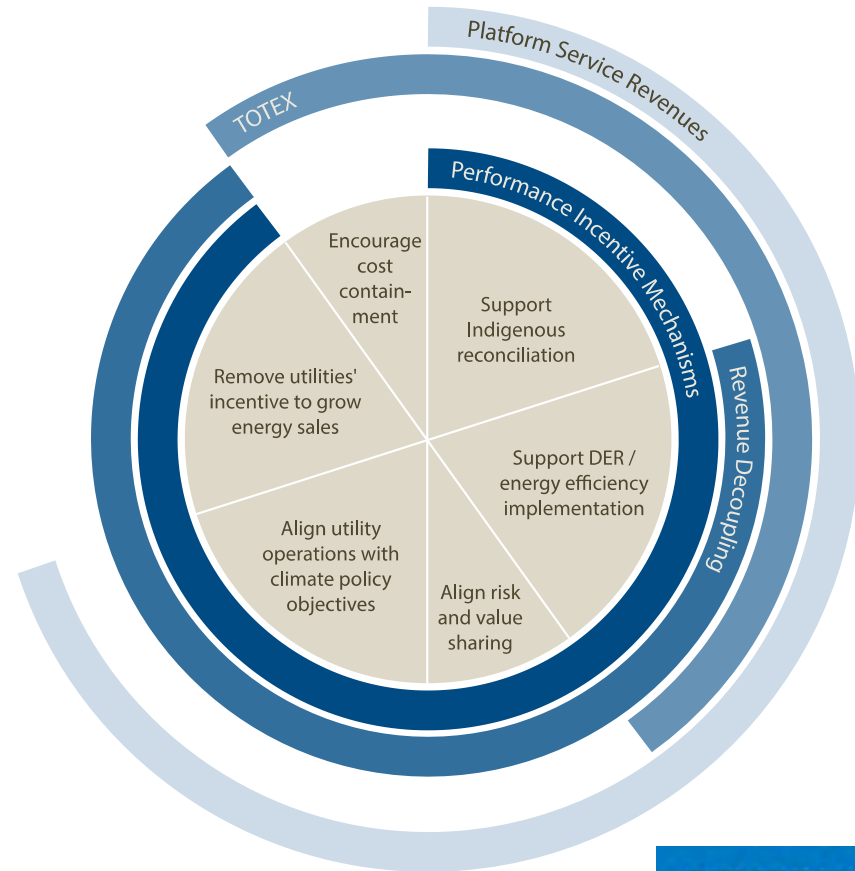 Platform Service Revenues
TOTEX
Performance Incentive Mechanisms
Revenue Decoupling
Encourage
cost
contain-
ment
Support
Indigenous
reconciliation
Remove utilities'
incentive to grow
energy sales
Support DER /
energy efficiency
implementation
Align utility
operations with
climate policy
objectives
Align risk
and value
sharing